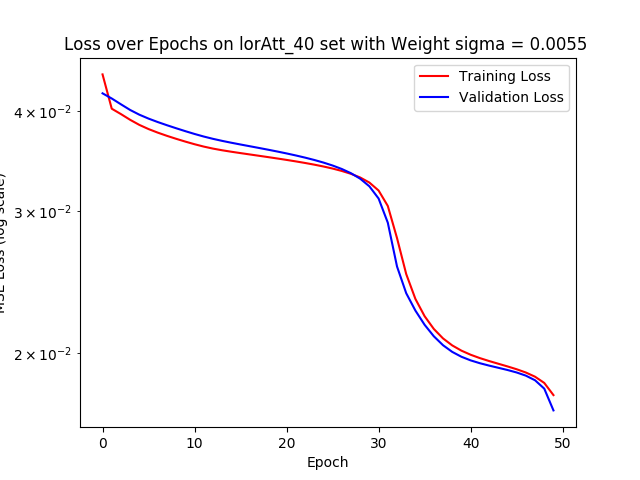 Loss over Epochs on lorAtt_40 set with Weight sigma = 0.0055
Training Loss
Validation Loss
4 × 10⁻²
3 × 10⁻²
2 × 10⁻²
MSE Loss (log scale)
0 10 20 30 40 50
Epoch